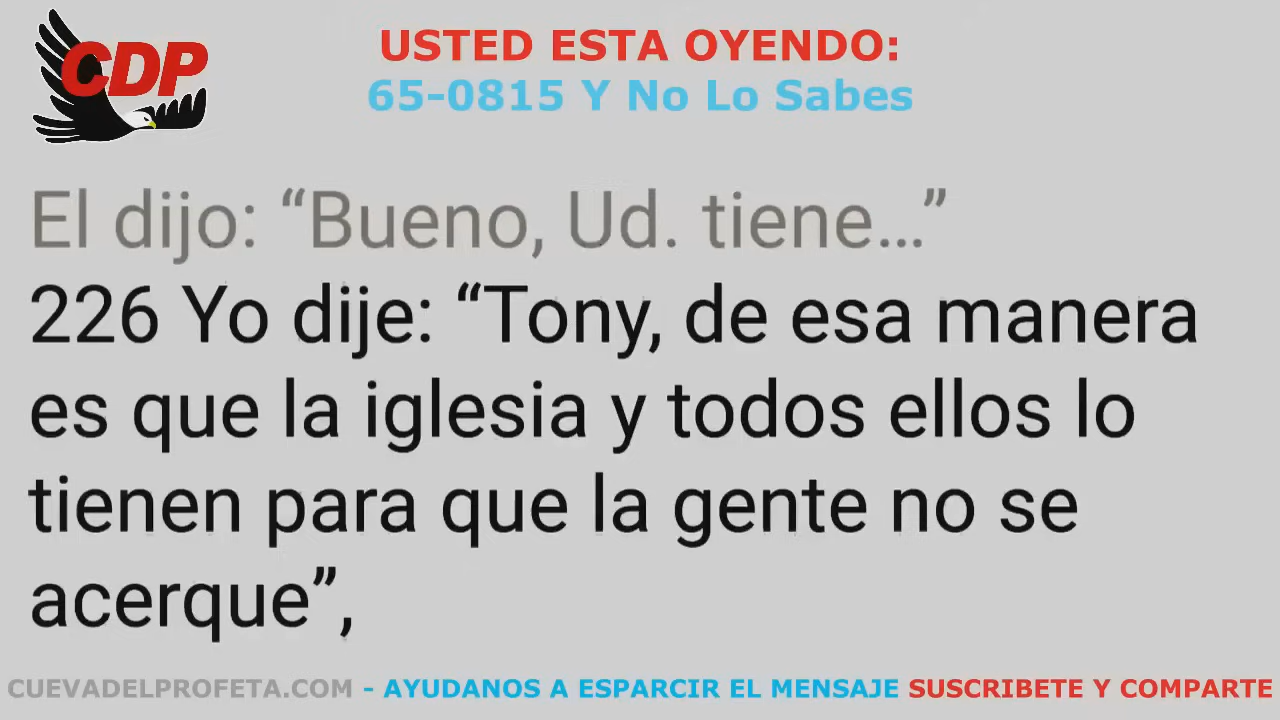 CDP
USTED ESTA OYENDO:
65-0815 Y No Lo Sabes
El dijo: “Bueno, Ud. tiene...”
226 Yo dije: “Tony, de esa manera
es que la iglesia y todos ellos lo
tienen para que la gente no se
acerque”,
CUEVADELPROFETA.COM - AYUDANOS A ESPARCIR EL MENSAJE SUSCRIBETE Y COMPARTE